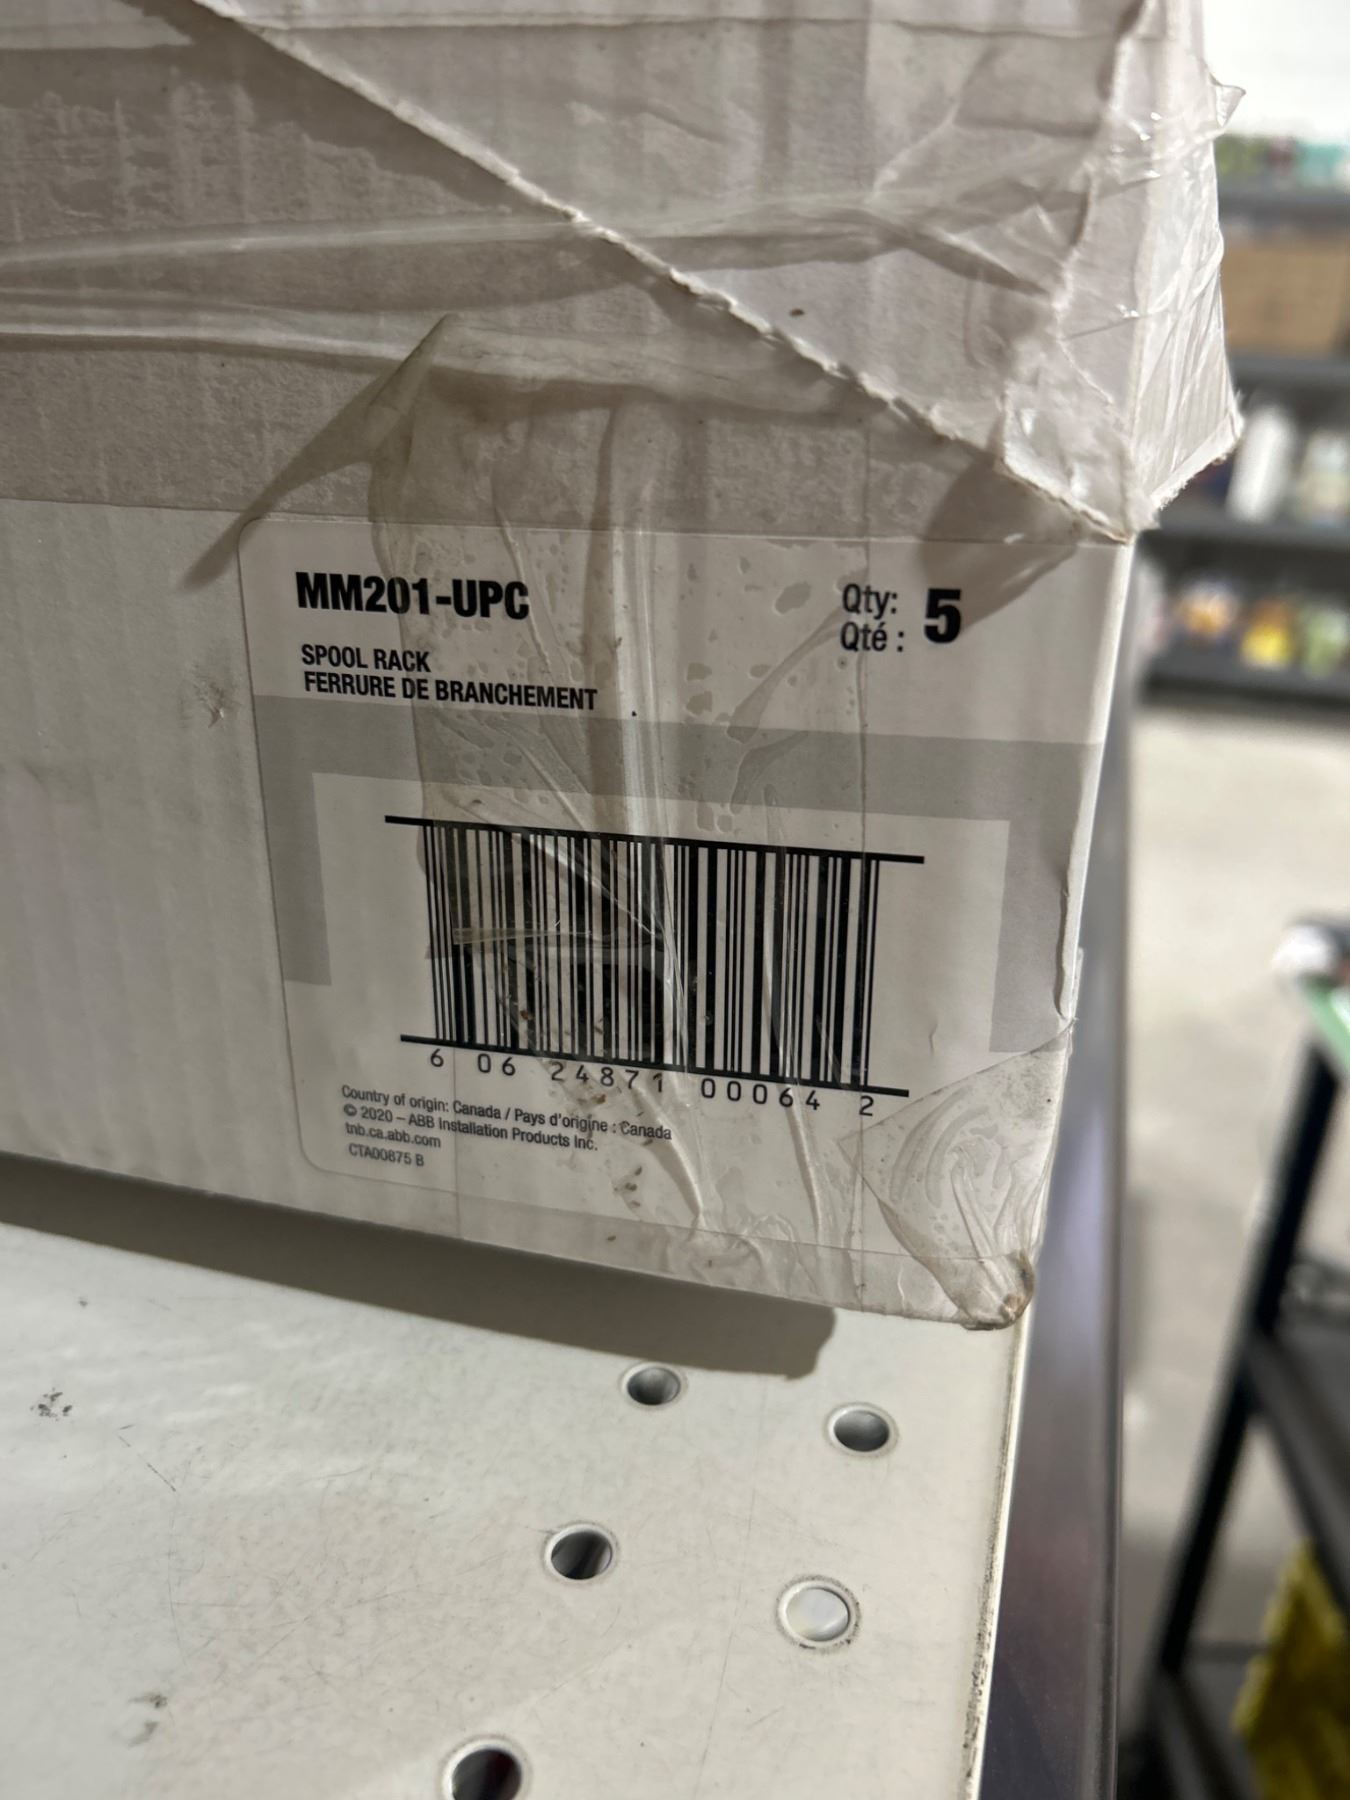 MM201-UPC
Qty: 5
Qté :
SPOOL RACK
FERRURE DE BRANCHEMENT
6 06 24871 00064 2
Country of origin: Canada / Pays d'origine : Canada
© 2020 – ABB Installation Products Inc.
tnb.ca.abb.com
CTA00875 B